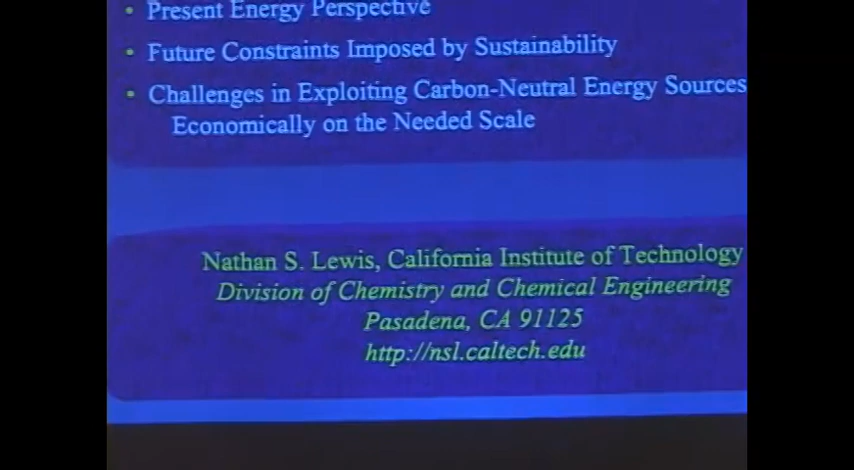 • Present Energy Perspective
• Future Constraints Imposed by Sustainability
• Challenges in Exploiting Carbon-Neutral Energy Sources
Economically on the Needed Scale
Nathan S. Lewis, California Institute of Technology
Division of Chemistry and Chemical Engineering
Pasadena, CA 91125
http://nsl.caltech.edu